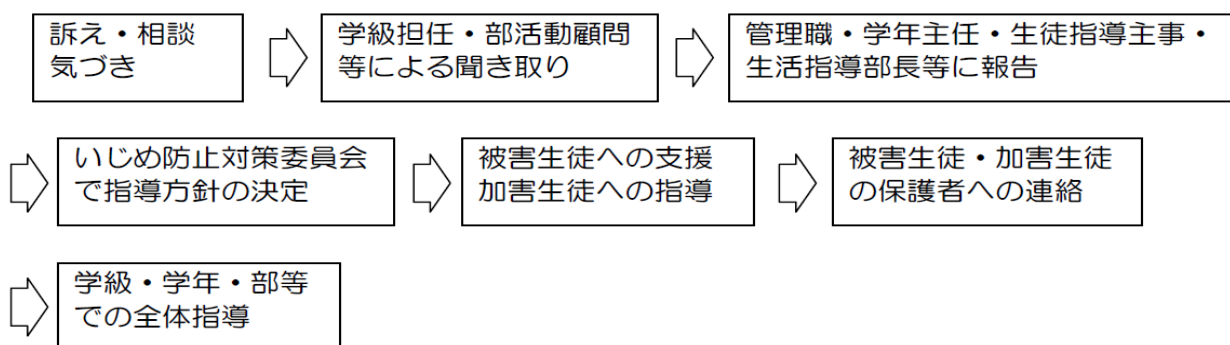 訴え・相談
気づき
学級担任・部活動顧問
等による聞き取り
管理職・学年主任・生徒指導主事・
生活指導部長等に報告
いじめ防止対策委員会
で指導方針の決定
被害生徒への支援
加害生徒への指導
被害生徒・加害生徒
の保護者への連絡
学級・学年・部等
での全体指導